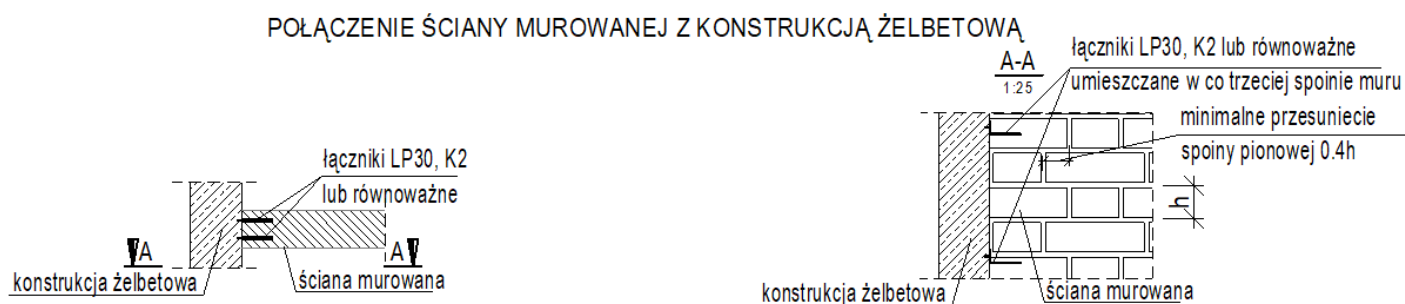 POŁĄCZENIE ŚCIANY MUROWANEJ Z KONSTRUKCJĄ ŻELBETOWĄ
łączniki LP30, K2
lub równoważne
A
A
konstrukcja żelbetowa
ściana murowana
A-A
1:25
łączniki LP30, K2 lub równoważne
umieszczane w co trzeciej spoinie muru
minimalne przesuniecie
spoiny pionowej 0.4h
h
konstrukcja żelbetowa
ściana murowana